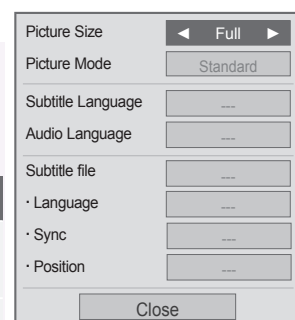 Picture Size ◄ Full ►
Picture Mode Standard
Subtitle Language ---
Audio Language ---
Subtitle file ---
· Language ---
· Sync ---
· Position ---
Close